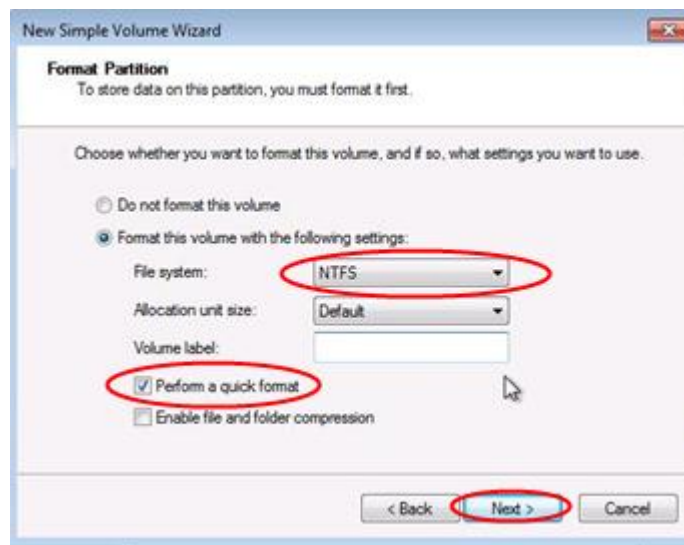 New Simple Volume Wizard
Format Partition
To store data on this partition, you must format it first.
Choose whether you want to format this volume, and if so, what settings you want to use.
Do not format this volume
Format this volume with the following settings:
File system: NTFS
Allocation unit size: Default
Volume label:
Perform a quick format
Enable file and folder compression
< Back Next > Cancel